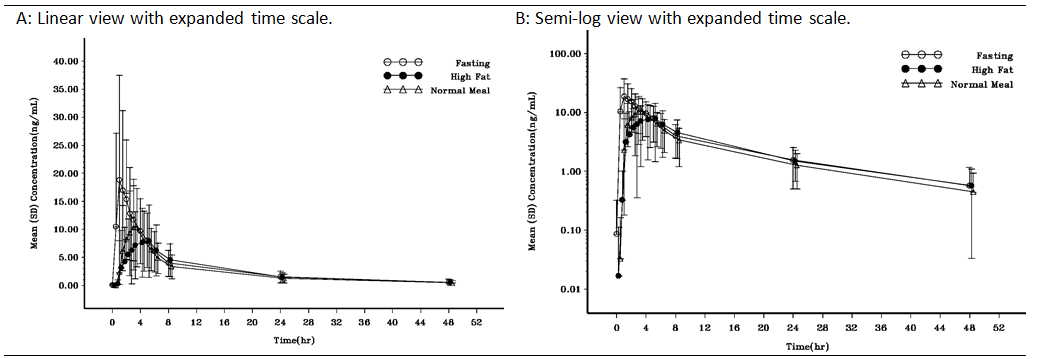 A: Linear view with expanded time scale.
Mean (SD) Concentration(ng/mL)
40.00
35.00
30.00
25.00
20.00
15.00
10.00
5.00
0.00
Fasting
High Fat
Normal Meal
0 4 8 12 16 20 24 28 32 36 40 44 48 52
Time(hr)
B: Semi-log view with expanded time scale.
Mean (SD) Concentration(ng/mL)
100.00
10.00
1.00
0.10
0.01
Fasting
High Fat
Normal Meal
0 4 8 12 16 20 24 28 32 36 40 44 48 52
Time(hr)